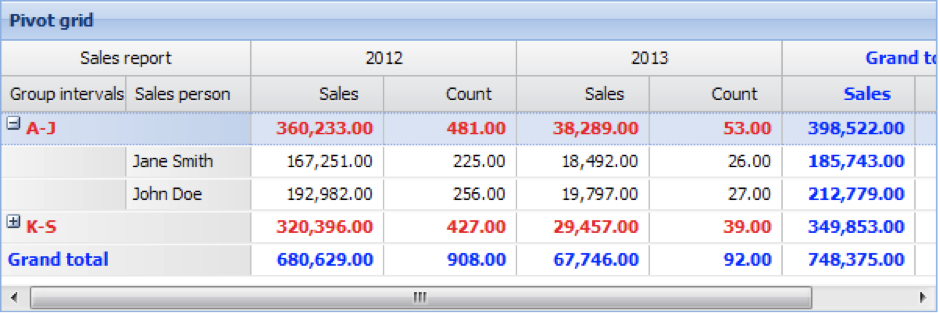 Pivot grid
Sales report 2012 2013 Grand to
Group intervals Sales person Sales Count Sales Count Sales
A-J 360,233.00 481.00 38,289.00 53.00 398,522.00
Jane Smith 167,251.00 225.00 18,492.00 26.00 185,743.00
John Doe 192,982.00 256.00 19,797.00 27.00 212,779.00
K-S 320,396.00 427.00 29,457.00 39.00 349,853.00
Grand total 680,629.00 908.00 67,746.00 92.00 748,375.00